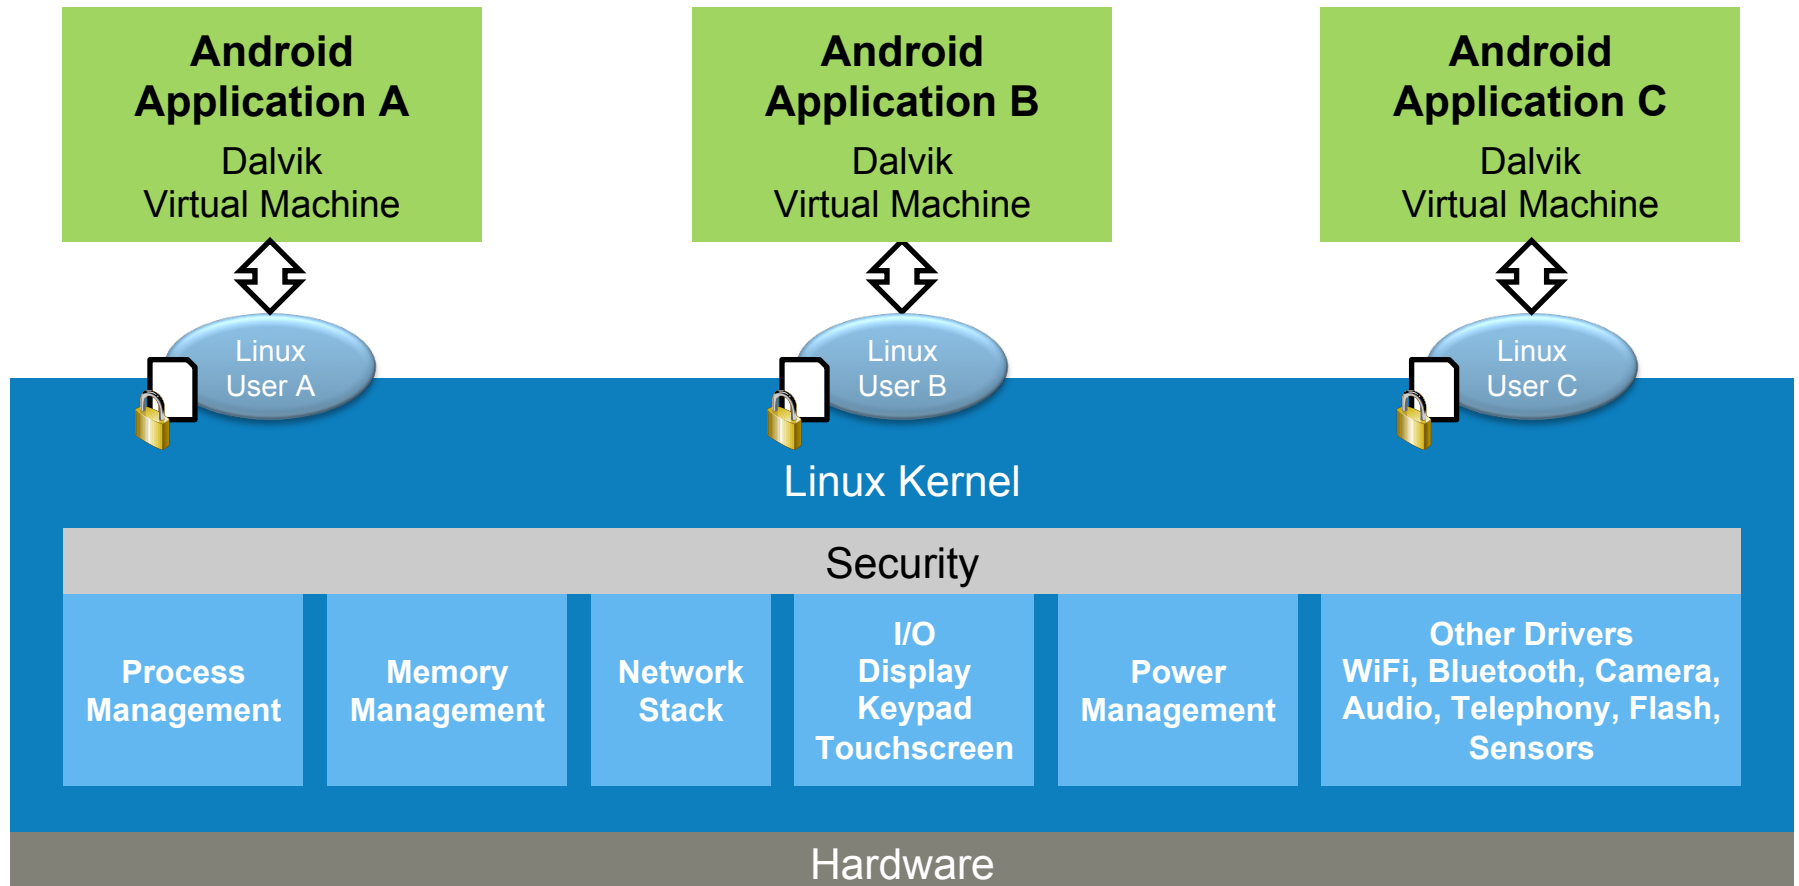 Android
Application A
Dalvik
Virtual Machine
Android
Application B
Dalvik
Virtual Machine
Android
Application C
Dalvik
Virtual Machine
Linux
User A
Linux
User B
Linux
User C
Linux Kernel
Security
Process
Management
Memory
Management
Network
Stack
I/O
Display
Keypad
Touchscreen
Power
Management
Other Drivers
WiFi, Bluetooth, Camera,
Audio, Telephony, Flash,
Sensors
Hardware